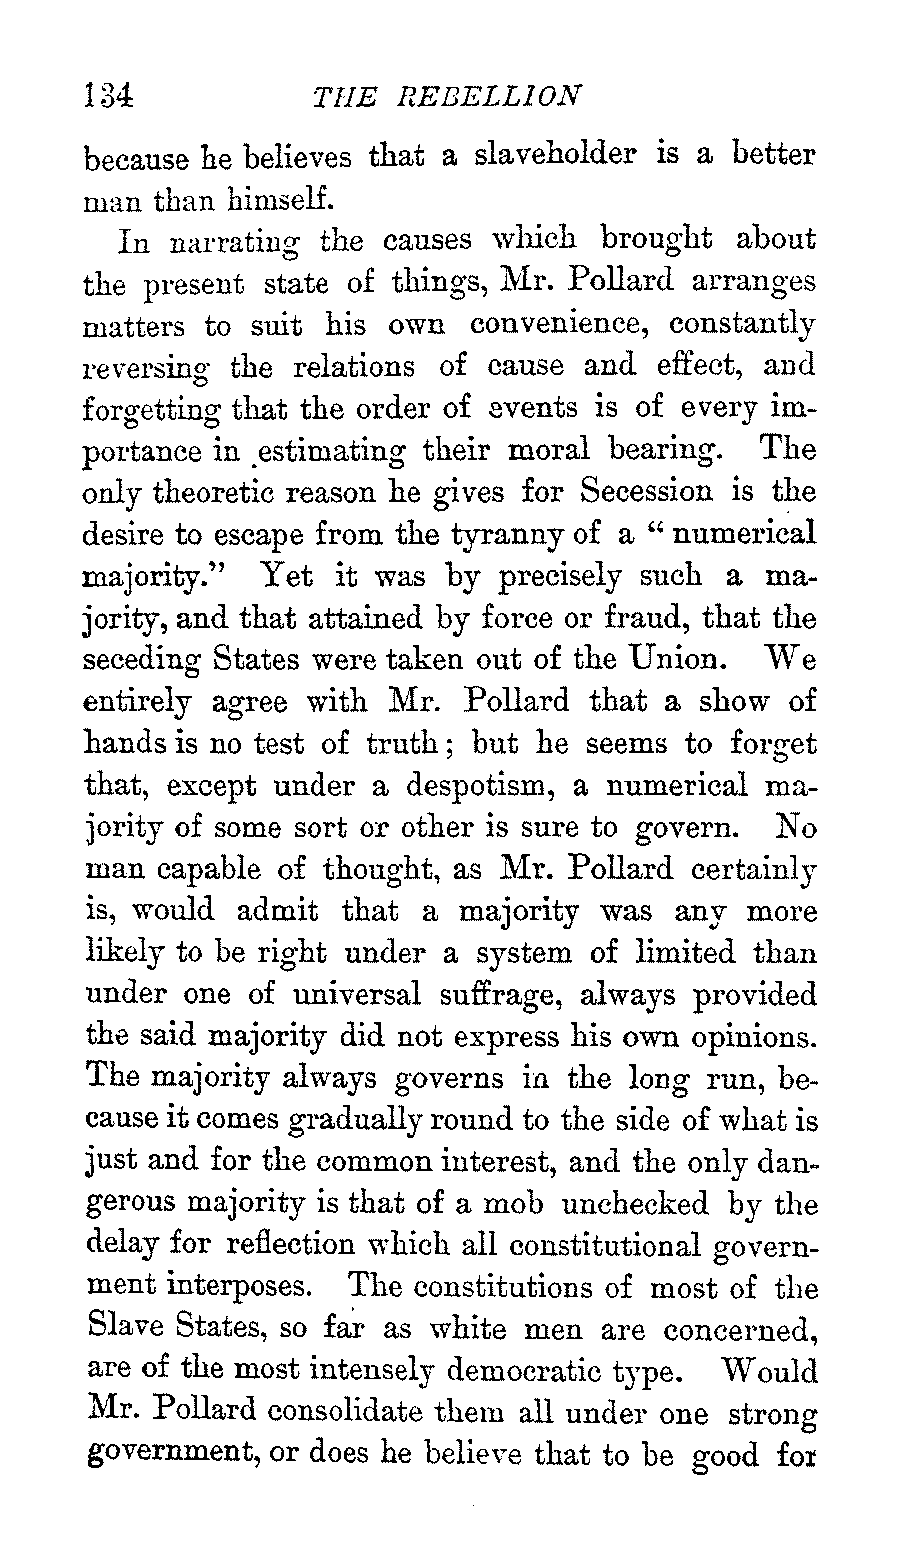 134 THE REBELLION
because he believes that a slaveholder is a better
man than himself.
In narrating the causes which brought about
the present state of things, Mr. Pollard arranges
matters to suit his own convenience, constantly
reversing the relations of cause and effect, and
forgetting that the order of events is of every im-
portance in estimating their moral bearing. The
only theoretic reason he gives for Secession is the
desire to escape from the tyranny of a “ numerical
majority.” Yet it was by precisely such a ma-
jority, and that attained by force or fraud, that the
seceding States were taken out of the Union. We
entirely agree with Mr. Pollard that a show of
hands is no test of truth; but he seems to forget
that, except under a despotism, a numerical ma-
jority of some sort or other is sure to govern. No
man capable of thought, as Mr. Pollard certainly
is, would admit that a majority was any more
likely to be right under a system of limited than
under one of universal suffrage, always provided
the said majority did not express his own opinions.
The majority always governs in the long run, be-
cause it comes gradually round to the side of what is
just and for the common interest, and the only dan-
gerous majority is that of a mob unchecked by the
delay for reflection which all constitutional govern-
ment interposes. The constitutions of most of the
Slave States, so far as white men are concerned,
are of the most intensely democratic type. Would
Mr. Pollard consolidate them all under one strong
government, or does he believe that to be good for